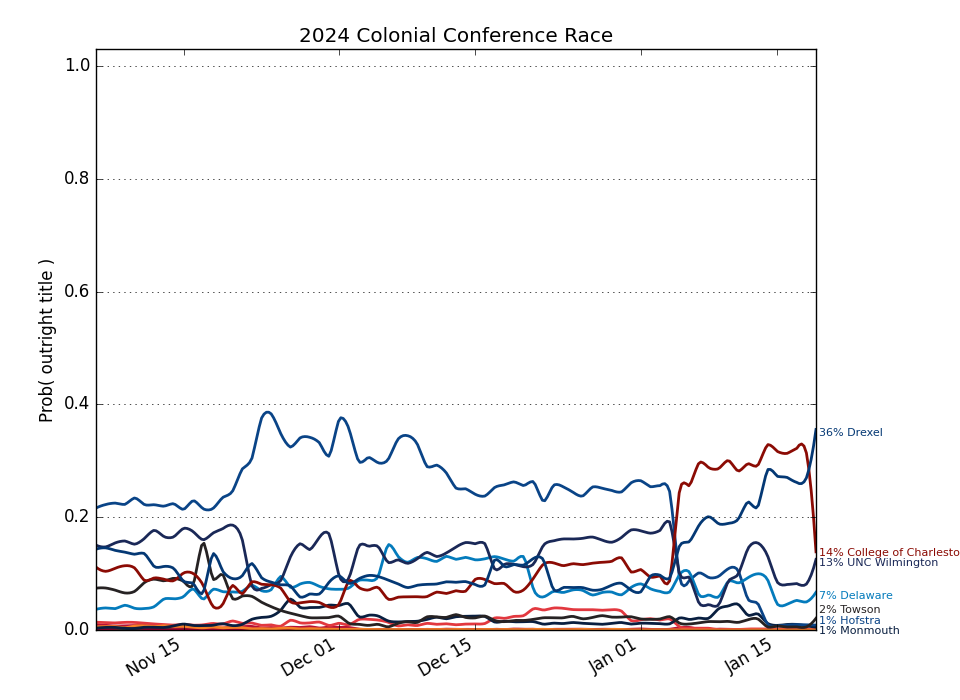 2024 Colonial Conference Race
1.0
0.8
0.6
0.4
0.2
0.0
Prob( outright title )
Nov 15
Dec 01
Dec 15
Jan 01
Jan 15
36% Drexel
14% College of Charlesto
13% UNC Wilmington
7% Delaware
2% Towson
1% Hofstra
1% Monmouth